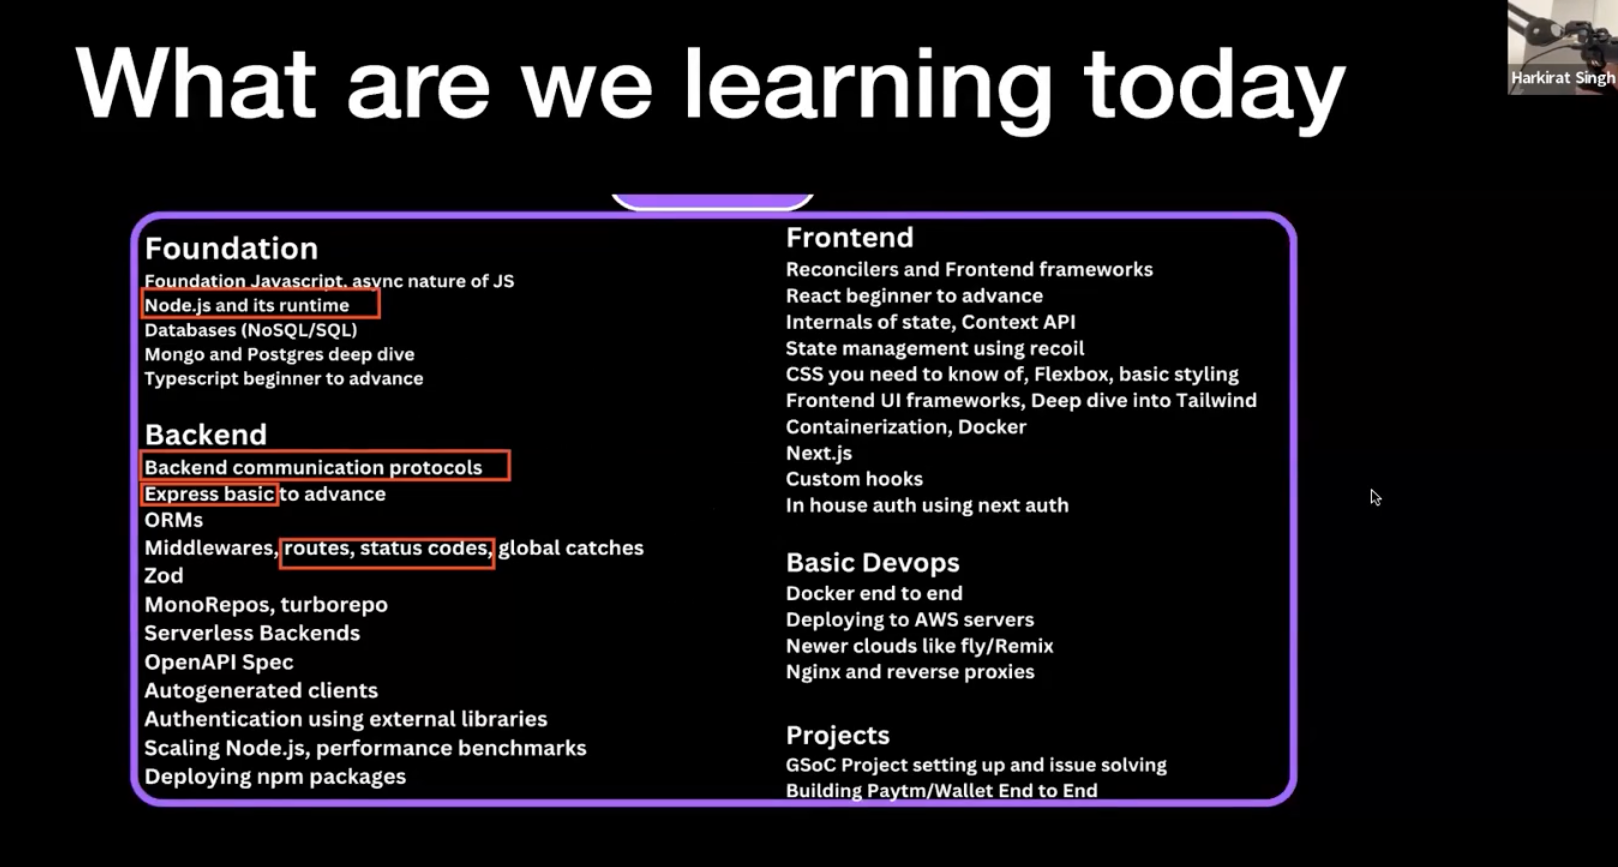 What are we learning today
Harkirat Singh
Foundation
Foundation Javascript, async nature of JS
Node.js and its runtime
Databases (NoSQL/SQL)
Mongo and Postgres deep dive
Typescript beginner to advance
Backend
Backend communication protocols
Express basic to advance
ORMs
Middlewares, routes, status codes, global catches
Zod
MonoRepos, turborepo
Serverless Backends
OpenAPI Spec
Autogenerated clients
Authentication using external libraries
Scaling Node.js, performance benchmarks
Deploying npm packages
Frontend
Reconcilers and Frontend frameworks
React beginner to advance
Internals of state, Context API
State management using recoil
CSS you need to know of, Flexbox, basic styling
Frontend UI frameworks, Deep dive into Tailwind
Containerization, Docker
Next.js
Custom hooks
In house auth using next auth
Basic Devops
Docker end to end
Deploying to AWS servers
Newer clouds like fly/Remix
Nginx and reverse proxies
Projects
GSoC Project setting up and issue solving
Building Paytm/Wallet End to End